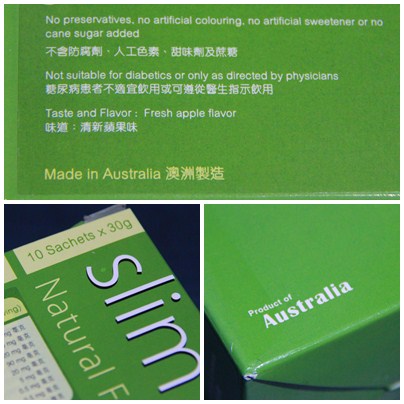 No preservatives, no artificial colouring, no artificial sweetener or no
cane sugar added
不含防腐劑、人工色素、甜味劑及蔗糖
Not suitable for diabetics or only as directed by physicians
糖尿病患者不適宜飲用或可遵從醫生指示飲用
Taste and Flavor : Fresh apple flavor
味道：清新蘋果味
Made in Australia 澳洲製造
10 Sachets x 30g
slim
Natural F
Product of
Australia